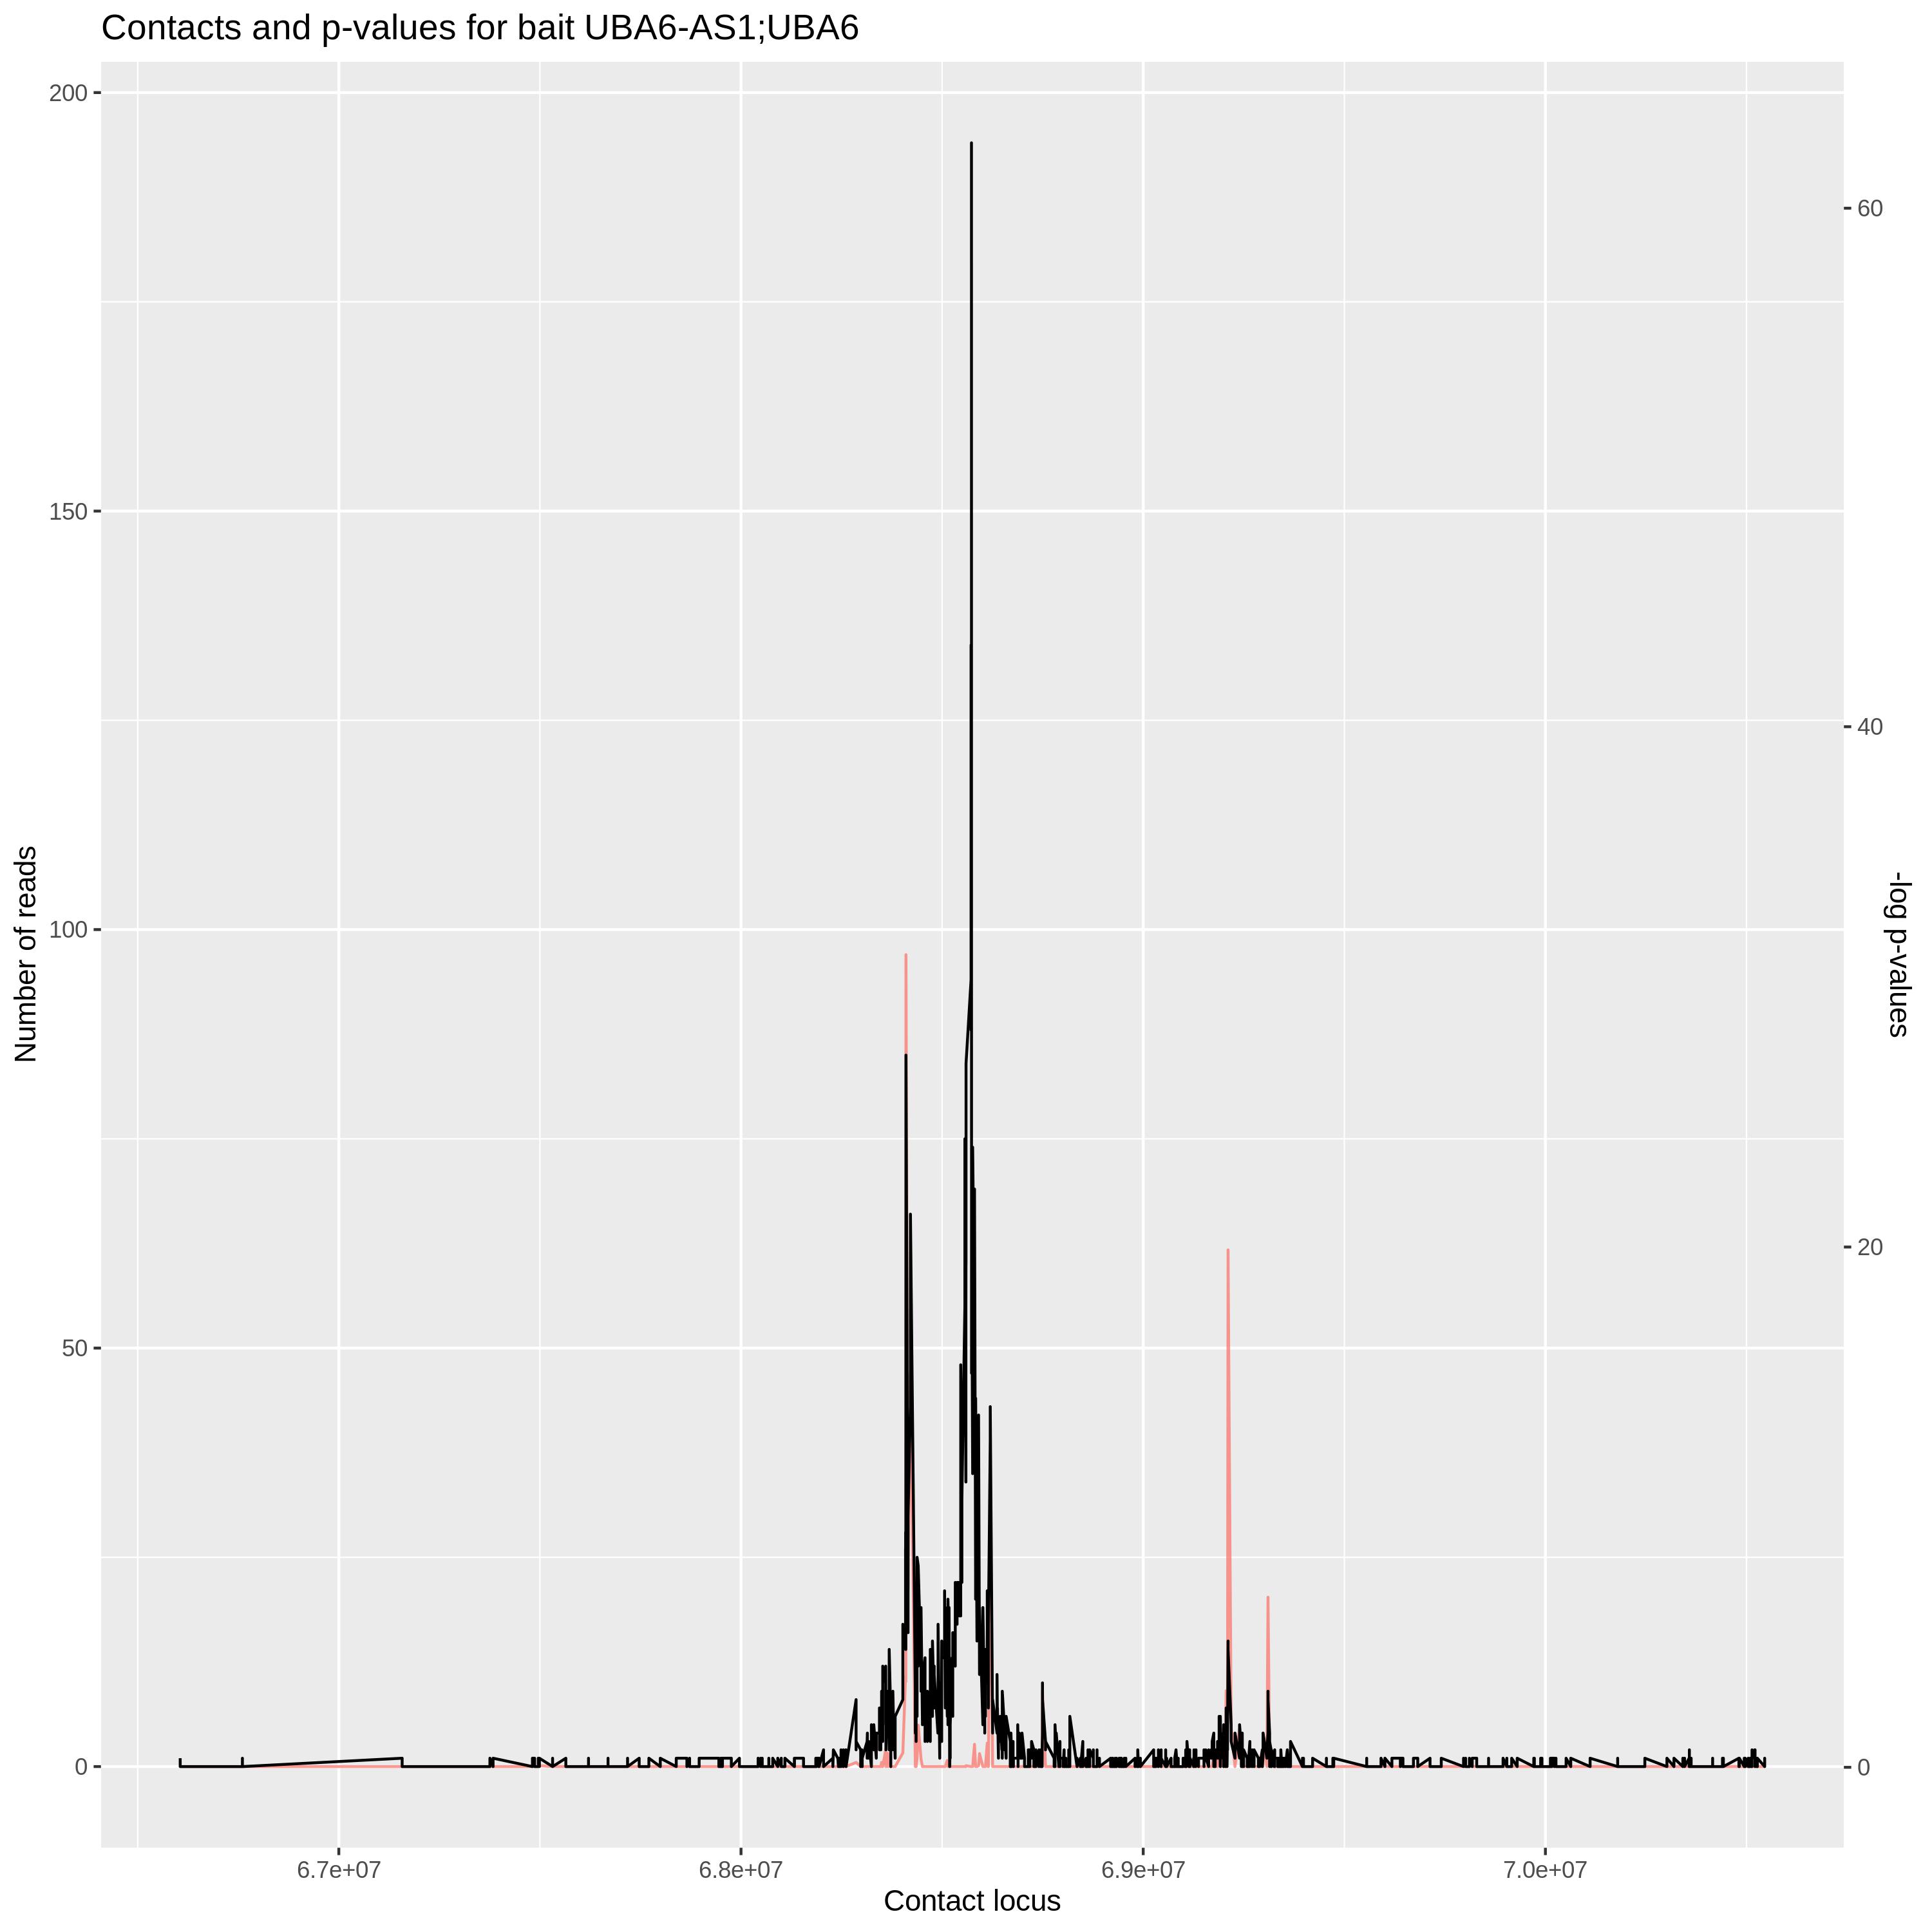 Contacts and p-values for bait UBA6-AS1;UBA6
200
150
100
50
0
60
40
20
0
Number of reads
-log p-values
6.7e+07 6.8e+07 6.9e+07 7.0e+07
Contact locus